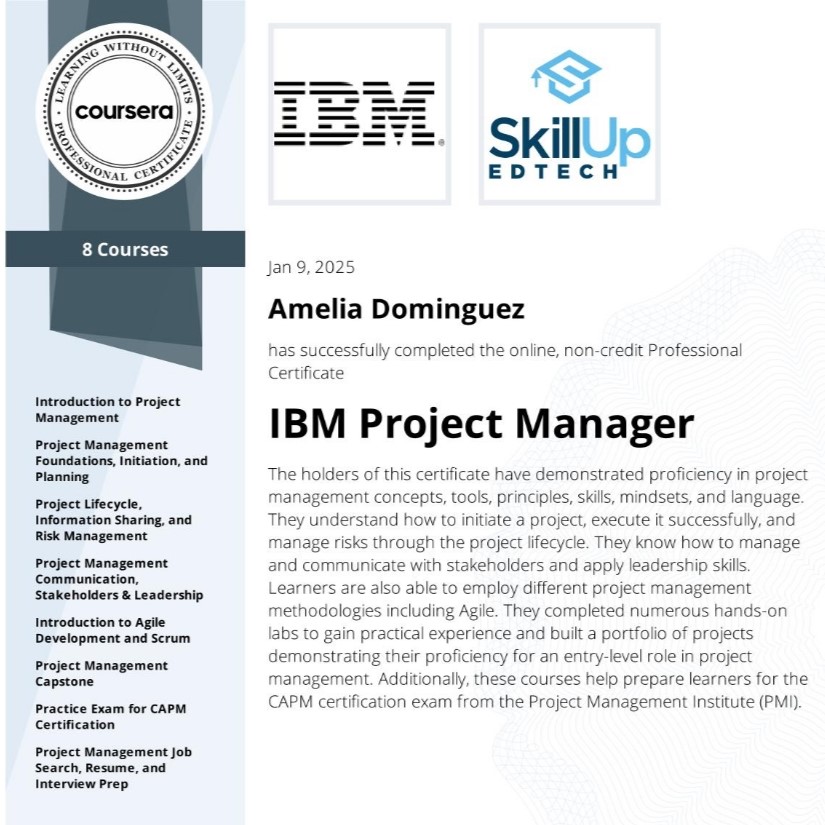 LEARNING WITHOUT LIMITS
coursera
PROFESSIONAL CERTIFICATE
8 Courses
Introduction to Project
Management
Project Management
Foundations, Initiation, and
Planning
Project Lifecycle,
Information Sharing, and
Risk Management
Project Management
Communication,
Stakeholders & Leadership
Introduction to Agile
Development and Scrum
Project Management
Capstone
Practice Exam for CAPM
Certification
Project Management Job
Search, Resume, and
Interview Prep
IBM®
SkillUp
EDTECH
Jan 9, 2025
Amelia Dominguez
has successfully completed the online, non-credit Professional
Certificate
IBM Project Manager
The holders of this certificate have demonstrated proficiency in project
management concepts, tools, principles, skills, mindsets, and language.
They understand how to initiate a project, execute it successfully, and
manage risks through the project lifecycle. They know how to manage
and communicate with stakeholders and apply leadership skills.
Learners are also able to employ different project management
methodologies including Agile. They completed numerous hands-on
labs to gain practical experience and built a portfolio of projects
demonstrating their proficiency for an entry-level role in project
management. Additionally, these courses help prepare learners for the
CAPM certification exam from the Project Management Institute (PMI).